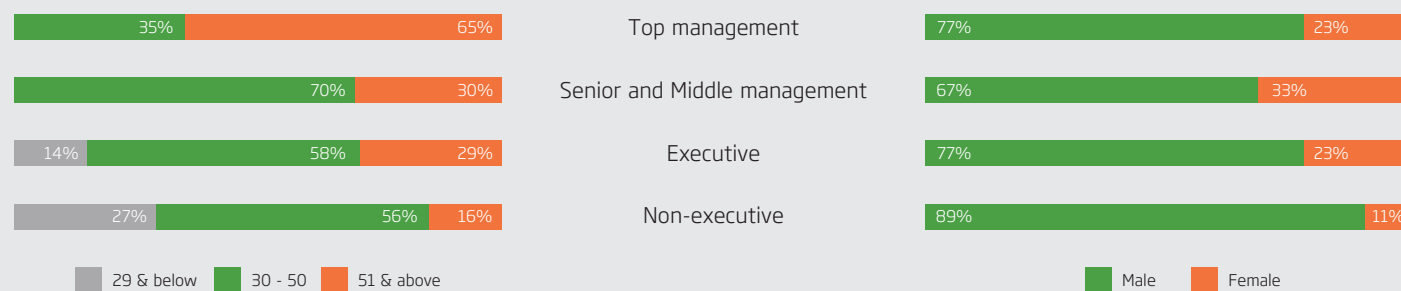 35% 65% Top management 77% 23%
70% 30% Senior and Middle management 67% 33%
14% 58% 29% Executive 77% 23%
27% 56% 16% Non-executive 89% 11%
29 & below 30 - 50 51 & above Male Female